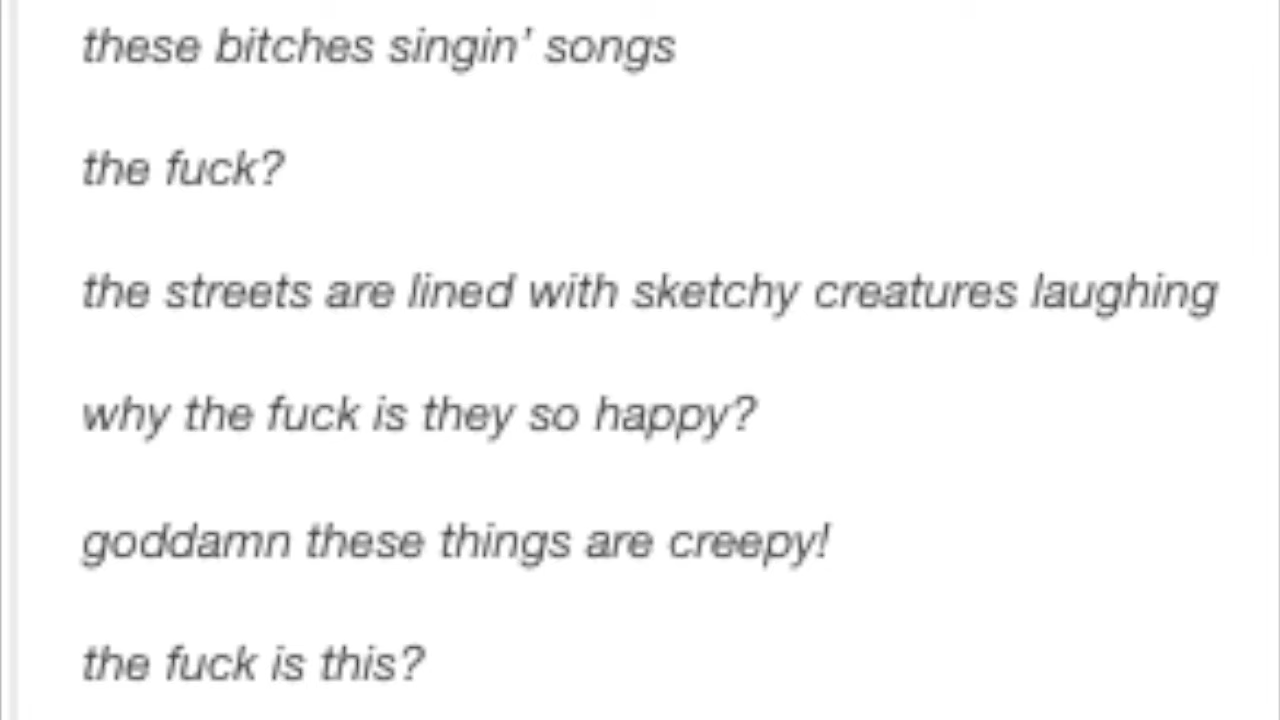 these bitches singin' songs
the fuck?
the streets are lined with sketchy creatures laughing
why the fuck is they so happy?
goddamn these things are creepy!
the fuck is this?